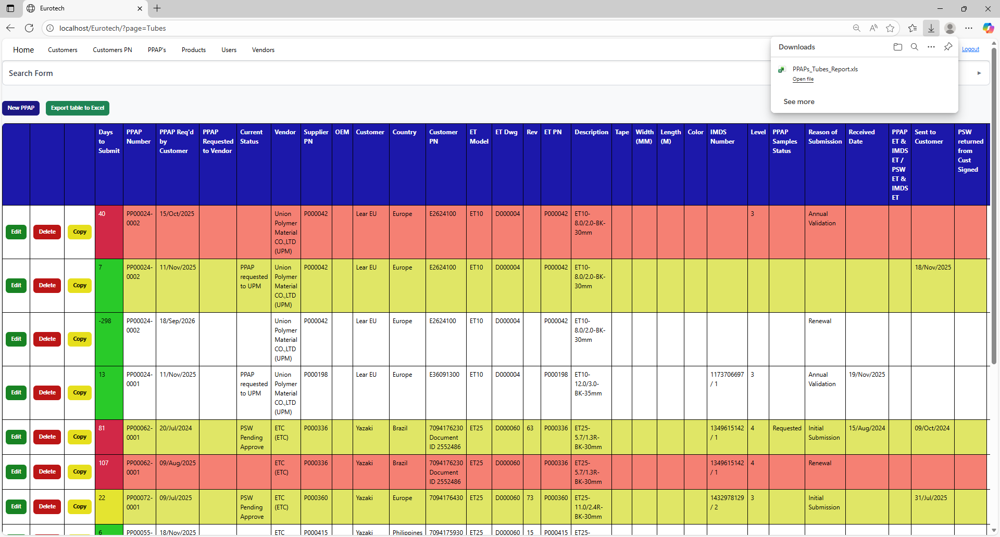 Eurotech
localhost/Eurotech/?page=Tubes
Home Customers Customers PN PPAP's Products Users Vendors Logout
Downloads
PPAPs_Tubes_Report.xls
Open file
See more
Search Form
New PPAP Export table to Excel
Days to Submit
PPAP Number
PPAP Req'd by Customer
PPAP Requested to Vendor
Current Status
Vendor
Supplier PN
OEM
Customer
Country
Customer PN
ET Model
ET Dwg
Rev
ET PN
Description
Tape
Width (MM)
Length (M)
Color
IMDS Number
Level
PPAP Samples Status
Reason of Submission
Received Date
PPAP ET & IMDS ET / PSW ET & IMDS ET
Sent to Customer
PSW returned from Cust Signed
Edit Delete Copy 40 PP00024-0002 15/Oct/2025 Union Polymer Material CO.,LTD (UPM) P000042 Lear EU Europe E2624100 ET10 D000004 P000042 ET10-8.0/2.0-BK-30mm 3 Annual Validation
Edit Delete Copy 7 PP00024-0002 11/Nov/2025 PPAP requested to UPM Union Polymer Material CO.,LTD (UPM) P000042 Lear EU Europe E2624100 ET10 D000004 P000042 ET10-8.0/2.0-BK-30mm 18/Nov/2025
Edit Delete Copy -298 PP00024-0002 18/Sep/2026 Union Polymer Material CO.,LTD (UPM) P000042 Lear EU Europe E2624100 ET10 D000004 P000042 ET10-8.0/2.0-BK-30mm Renewal
Edit Delete Copy 13 PP00024-0001 11/Nov/2025 PPAP requested to UPM Union Polymer Material CO.,LTD (UPM) P000198 Lear EU Europe E36091300 ET10 D000004 P000198 ET10-12.0/3.0-BK-35mm 1173706697 / 1 3 Annual Validation 19/Nov/2025
Edit Delete Copy 81 PP00062-0001 20/Jul/2024 PSW Pending Approve ETC (ETC) P000336 Yazaki Brazil 7094176230 Document ID 2552486 ET25 D000060 63 P000336 ET25-5.7/1.3R-BK-30mm 1349615142 / 1 4 Requested Initial Submission 15/Aug/2024 09/Oct/2024
Edit Delete Copy 107 PP00062-0001 09/Aug/2025 ETC (ETC) P000336 Yazaki Brazil 7094176230 Document ID 2552486 ET25 D000060 P000336 ET25-5.7/1.3R-BK-30mm 1349615142 / 1 4 Renewal
Edit Delete Copy 22 PP00072-0001 09/Jul/2025 PSW Pending Approve ETC (ETC) P000360 Yazaki Europe 7094176430 ET25 D000060 73 P000360 ET25-11.0/2.4R-BK-30mm 1432978129 / 2 3 Initial Submission 31/Jul/2025
6 PP00055- 18/Nov/2025 ETC P000415 Yazaki Philippines 7094175930 ET25 D000060 15 P000415 ET25-